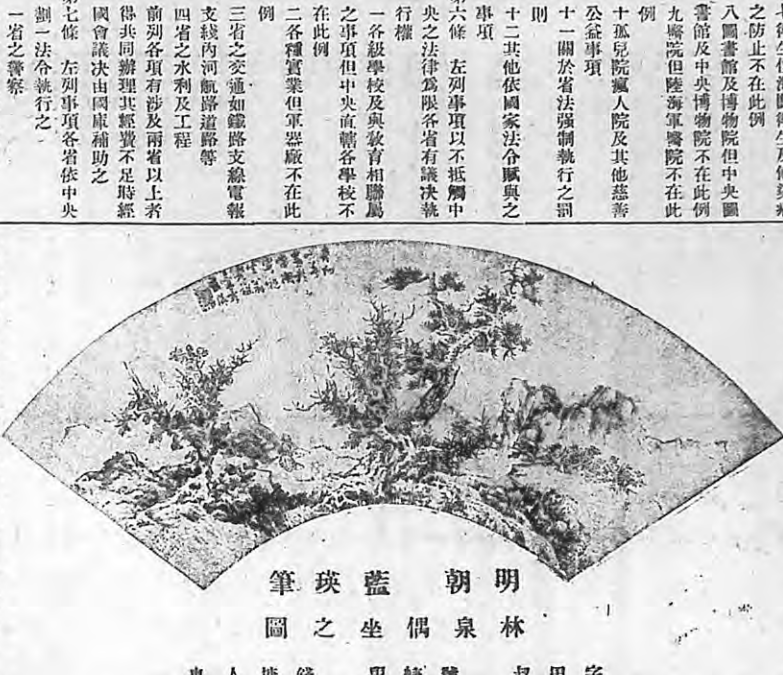 之防止不在此例
八圖書館及博物院但中央圖
書館及中央博物院不在此例
九醫院但陸海軍醫院不在此
例
十孤兒院瘋人院及其他慈善
公益事項
十一關於省法强制執行之罰
則
十二其他依國家法令賦與之
事項
第六條　左列事項以不抵觸中
央之法律爲限各省有議决執
行權
一各級學校及與敎育相聯屬
之事項但中央直轄各學校不
在此例
二各種實業但軍器廠不在此
例
三省之交通如鐵路支線電報
支綫內河航路道路等
四省之水利及工程
前列各項有涉及兩省以上者
得共同辦理其經費不足時經
國會議决由國庫補助之
第七條　左列事項各省依中央
劃一法令執行之
一省之警察
明朝藍瑛筆
林泉偶坐之圖